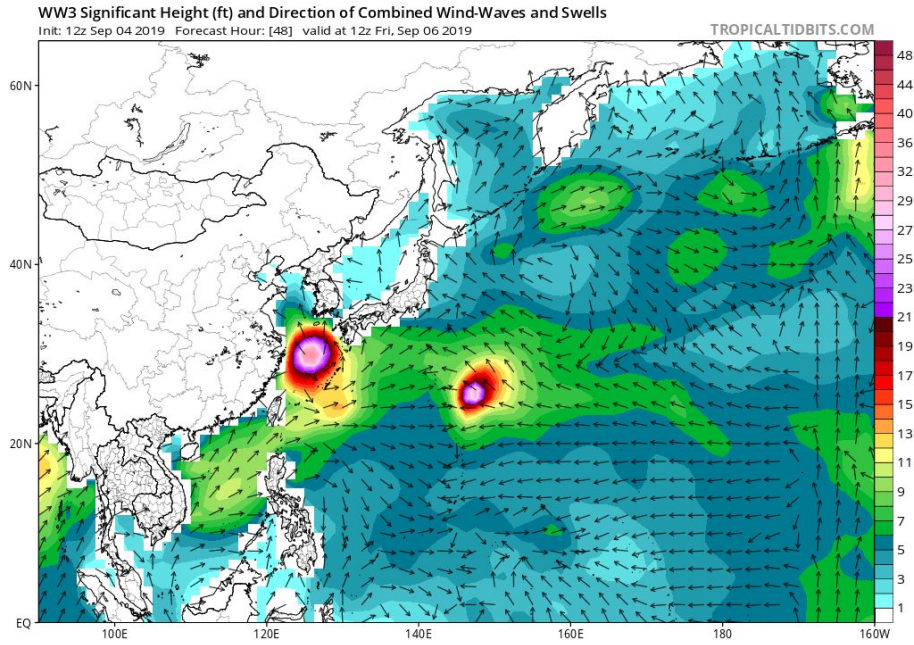 WW3 Significant Height (ft) and Direction of Combined Wind-Waves and Swells
Init: 12z Sep 04 2019   Forecast Hour: [48]   valid at 12z Fri, Sep 06 2019
TROPICALTIDBITS.COM
60N
40N
20N
EQ
100E
120E
140E
160E
180
160W
48
44
40
36
32
29
27
25
23
21
19
17
15
13
11
9
7
5
3
1